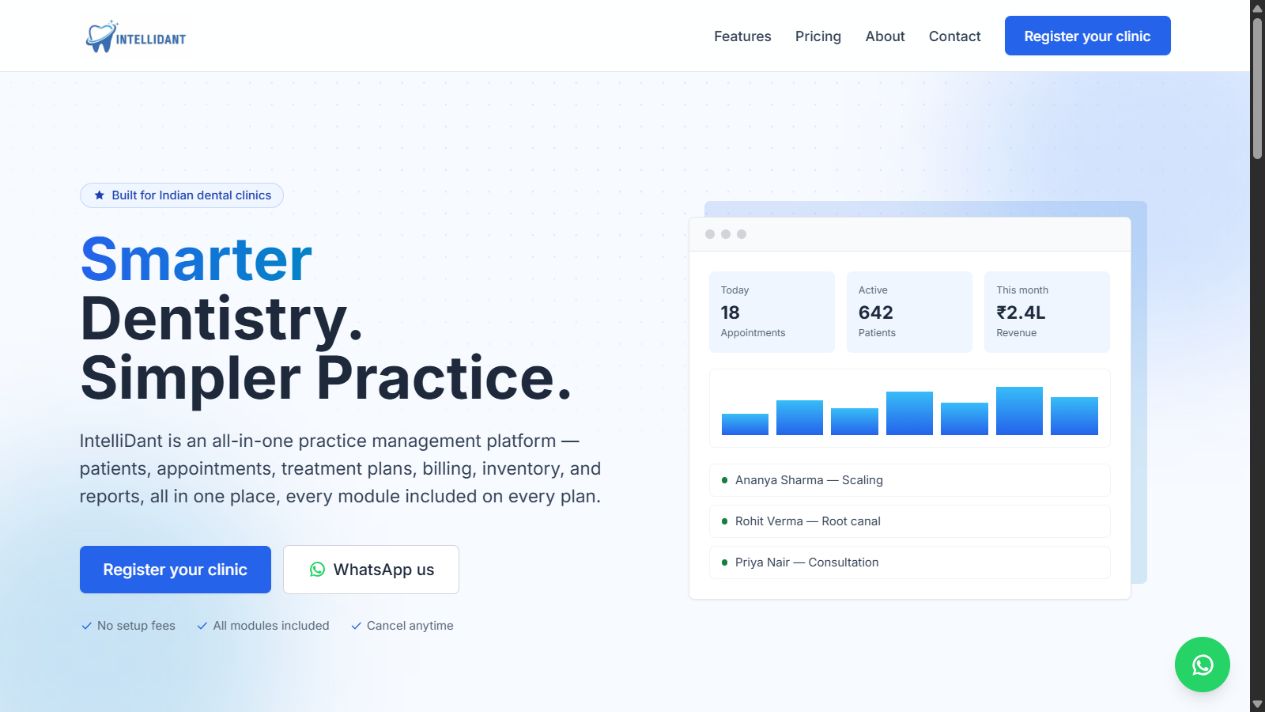 INTELLIDANT
Features
Pricing
About
Contact
Register your clinic
Built for Indian dental clinics
Smarter
Dentistry.
Simpler Practice.
IntelliDant is an all-in-one practice management platform —
patients, appointments, treatment plans, billing, inventory, and
reports, all in one place, every module included on every plan.
Register your clinic
WhatsApp us
No setup fees
All modules included
Cancel anytime
Today
18
Appointments
Active
642
Patients
This month
₹2.4L
Revenue
Ananya Sharma — Scaling
Rohit Verma — Root canal
Priya Nair — Consultation